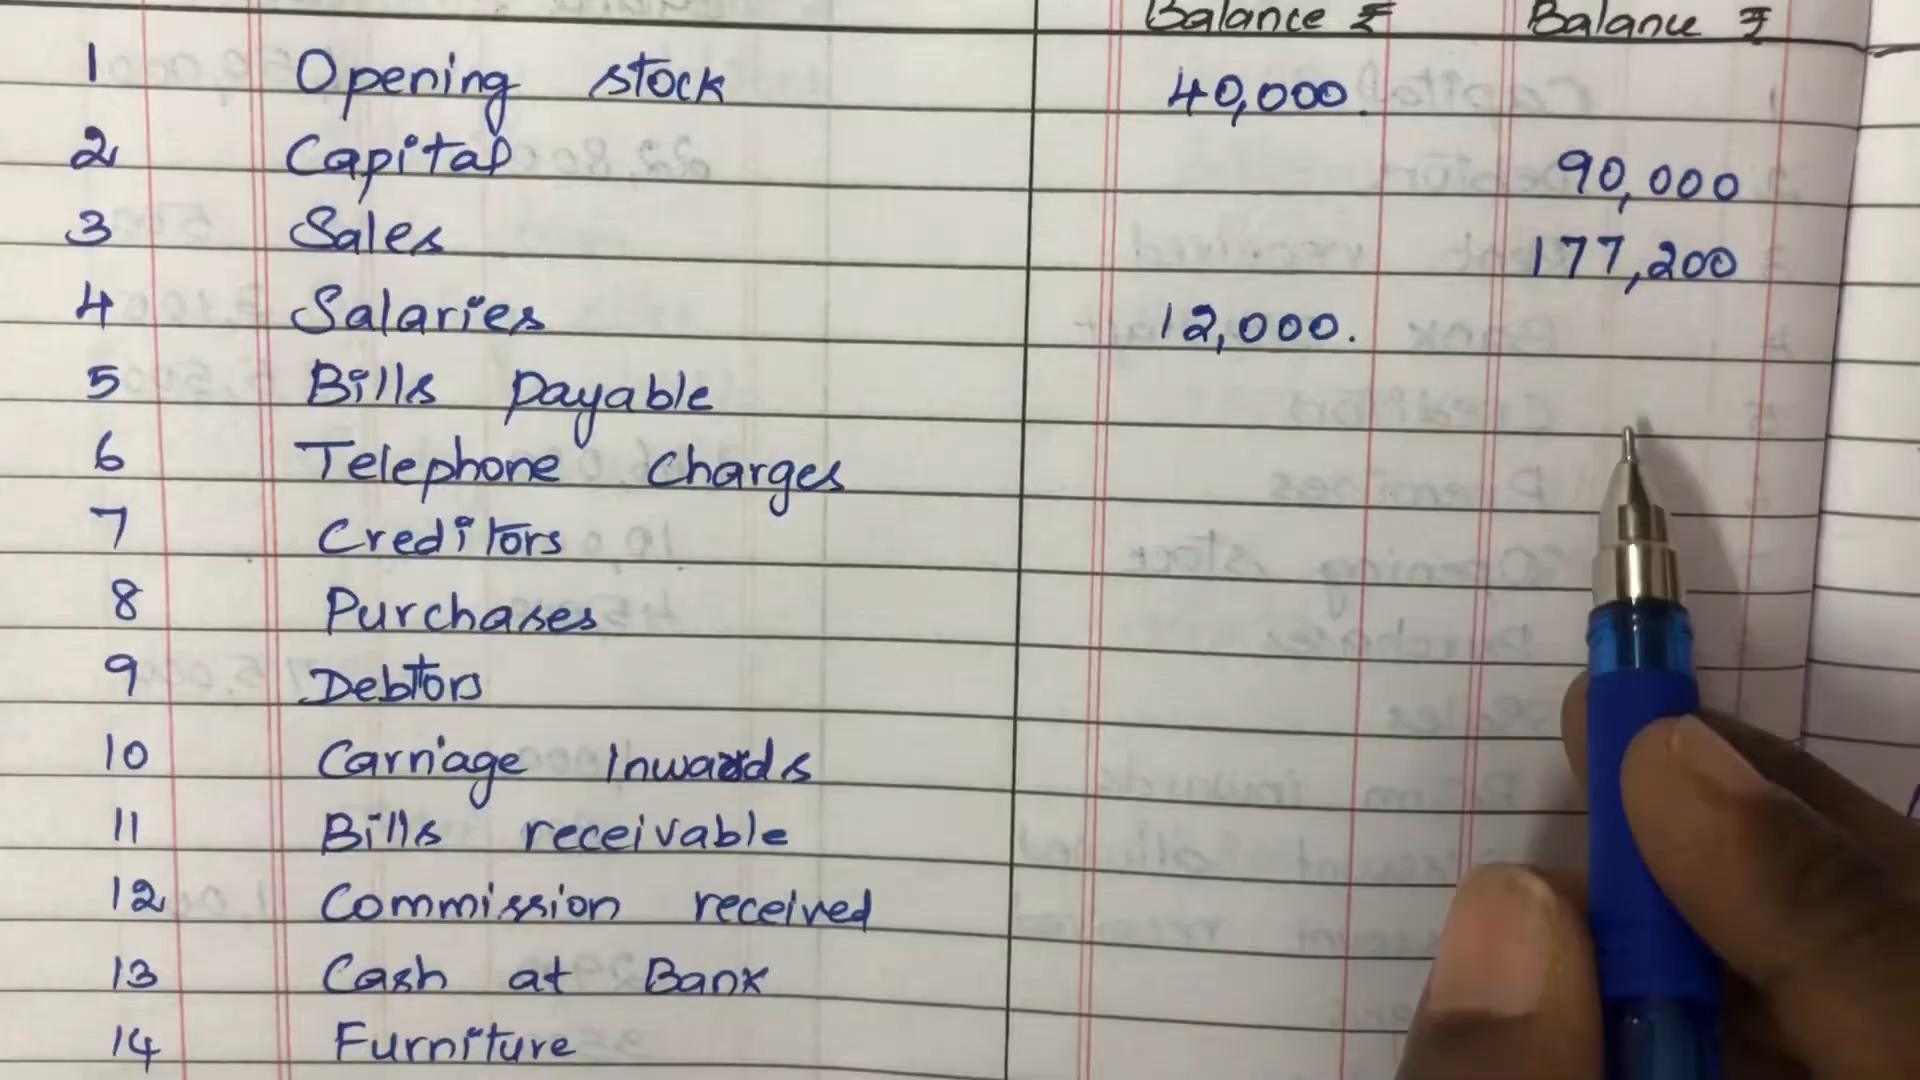 Balance ₹ Balance ₹
1 Opening stock 40,000.
2 Capital 90,000
3 Sales 177,200
4 Salaries 12,000.
5 Bills payable
6 Telephone charges
7 Creditors
8 Purchases
9 Debtors
10 Carriage Inwards
11 Bills receivable
12 Commission received
13 Cash at Bank
14 Furniture